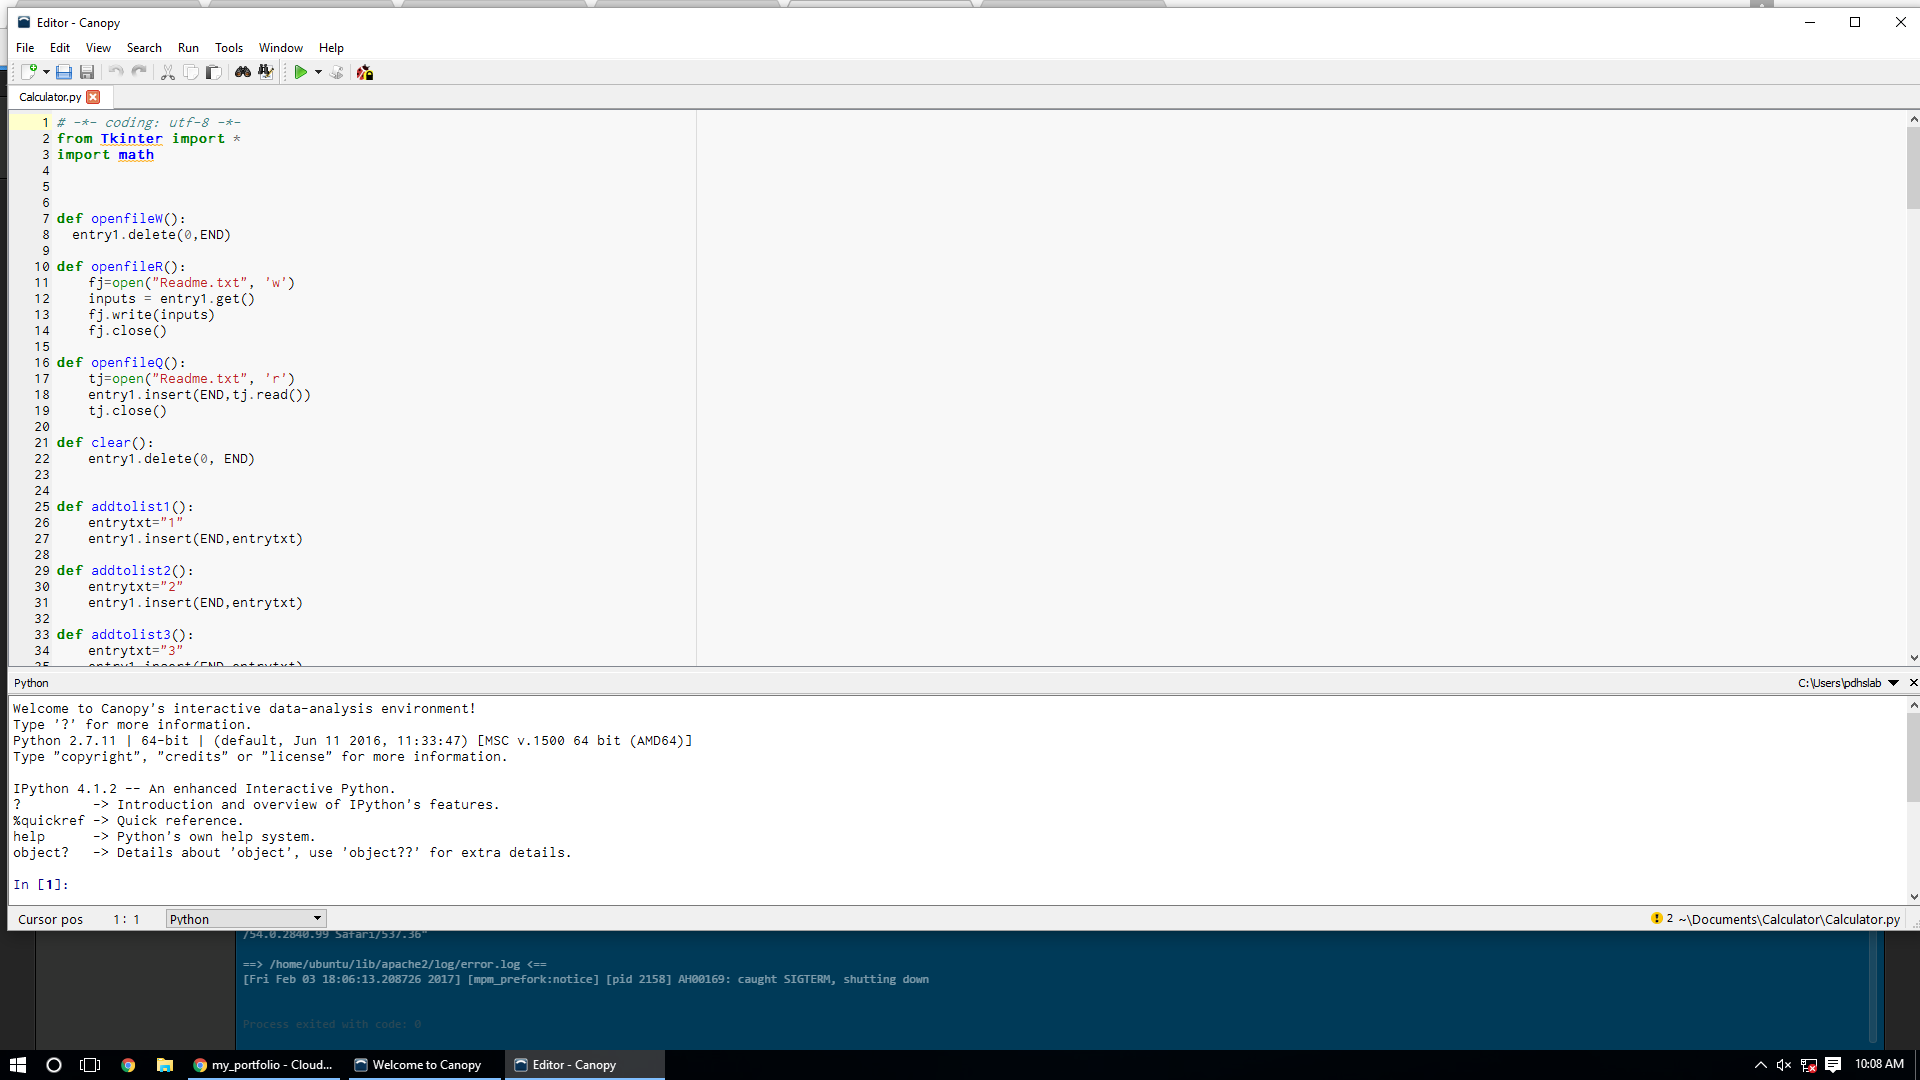 Editor - Canopy
File Edit View Search Run Tools Window Help
Calculator.py
1 # -*- coding: utf-8 -*-
2 from Tkinter import *
3 import math
4
5
6
7 def openfileW():
8   entry1.delete(0,END)
9
10 def openfileR():
11     fj=open("Readme.txt", 'w')
12     inputs = entry1.get()
13     fj.write(inputs)
14     fj.close()
15
16 def openfileQ():
17     tj=open("Readme.txt", 'r')
18     entry1.insert(END,tj.read())
19     tj.close()
20
21 def clear():
22     entry1.delete(0, END)
23
24
25 def addtolist1():
26     entrytxt="1"
27     entry1.insert(END,entrytxt)
28
29 def addtolist2():
30     entrytxt="2"
31     entry1.insert(END,entrytxt)
32
33 def addtolist3():
34     entrytxt="3"
35     entry1.insert(END,entrytxt)
Python C:\Users\pdhslab
Welcome to Canopy's interactive data-analysis environment!
Type '?' for more information.
Python 2.7.11 | 64-bit | (default, Jun 11 2016, 11:33:47) [MSC v.1500 64 bit (AMD64)]
Type "copyright", "credits" or "license" for more information.
IPython 4.1.2 -- An enhanced Interactive Python.
?         -> Introduction and overview of IPython's features.
%quickref -> Quick reference.
help      -> Python's own help system.
object?   -> Details about 'object', use 'object??' for extra details.
In [1]:
Cursor pos 1 : 1 Python 2 ~\Documents\Calculator\Calculator.py
/54.0.2840.99 Safari/537.36"
==> /home/ubuntu/lib/apache2/log/error.log <==
[Fri Feb 03 18:06:13.208726 2017] [mpm_prefork:notice] [pid 2158] AH00169: caught SIGTERM, shutting down
Process exited with code: 0
my_portfolio - Cloud... Welcome to Canopy Editor - Canopy 10:08 AM